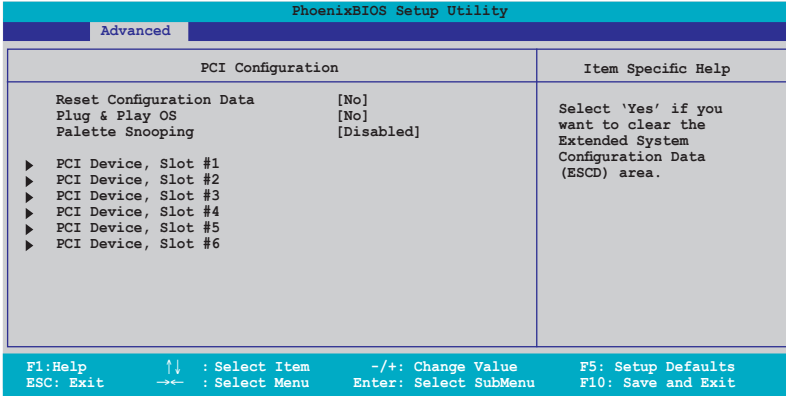 PhoenixBIOS Setup Utility
Advanced
PCI Configuration
Reset Configuration Data [No]
Plug & Play OS [No]
Palette Snooping [Disabled]
PCI Device, Slot #1
PCI Device, Slot #2
PCI Device, Slot #3
PCI Device, Slot #4
PCI Device, Slot #5
PCI Device, Slot #6
Item Specific Help
Select ‘Yes’ if you
want to clear the
Extended System
Configuration Data
(ESCD) area.
F1:Help ↑↓ : Select Item -/+: Change Value F5: Setup Defaults
ESC: Exit →← : Select Menu Enter: Select SubMenu F10: Save and Exit